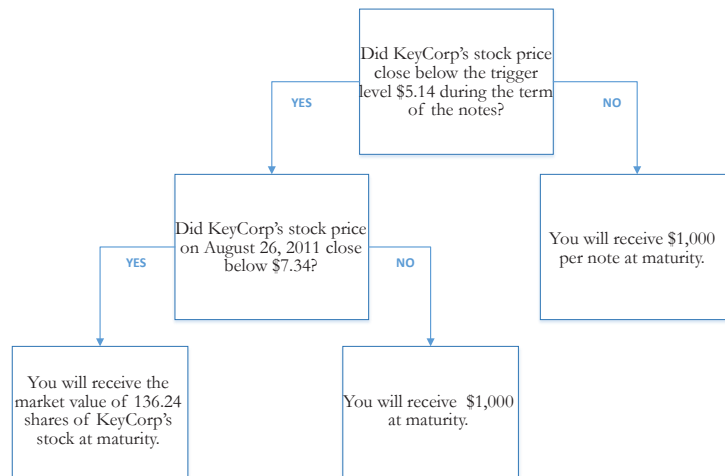 Did KeyCorp's stock price
close below the trigger
level $5.14 during the term
of the notes?
YES
NO
Did KeyCorp's stock price
on August 26, 2011 close
below $7.34?
You will receive $1,000
per note at maturity.
YES
NO
You will receive the
market value of 136.24
shares of KeyCorp's
stock at maturity.
You will receive $1,000
at maturity.